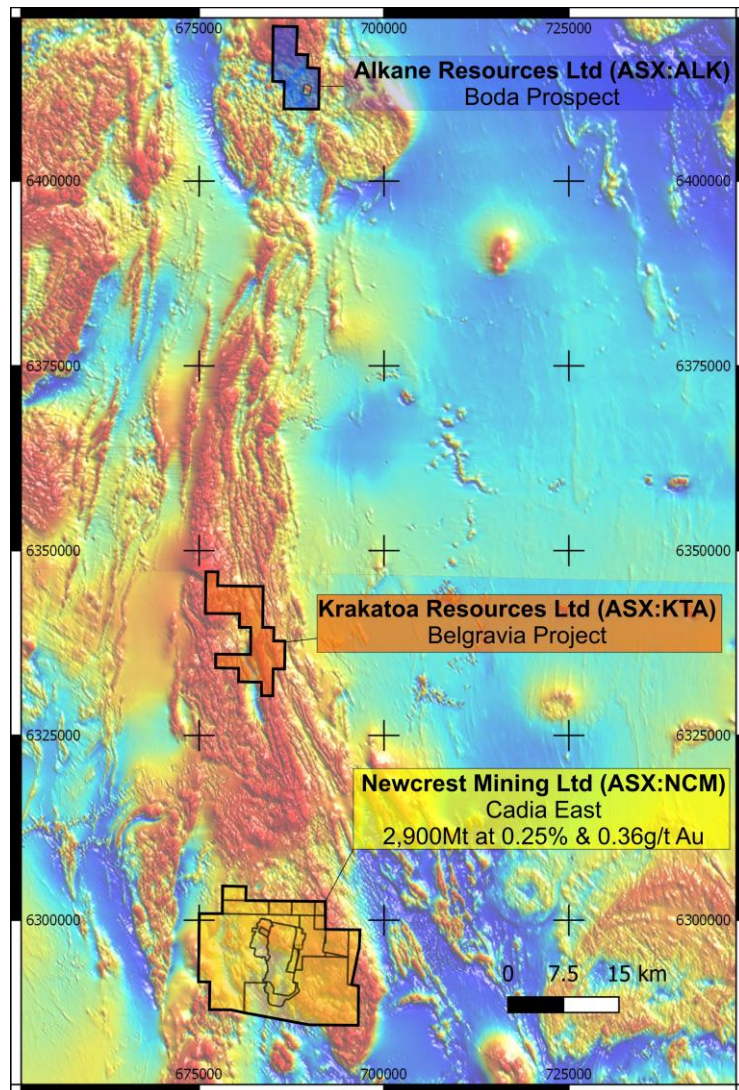 675000 700000 725000
Alkane Resources Ltd (ASX:ALK)
Boda Prospect
6400000 6400000
6375000 6375000
6350000 6350000
Krakatoa Resources Ltd (ASX:KTA)
Belgravia Project
6325000 6325000
Newcrest Mining Ltd (ASX:NCM)
Cadia East
2,900Mt at 0.25% & 0.36g/t Au
6300000 6300000
0 7.5 15 km
675000 700000 725000